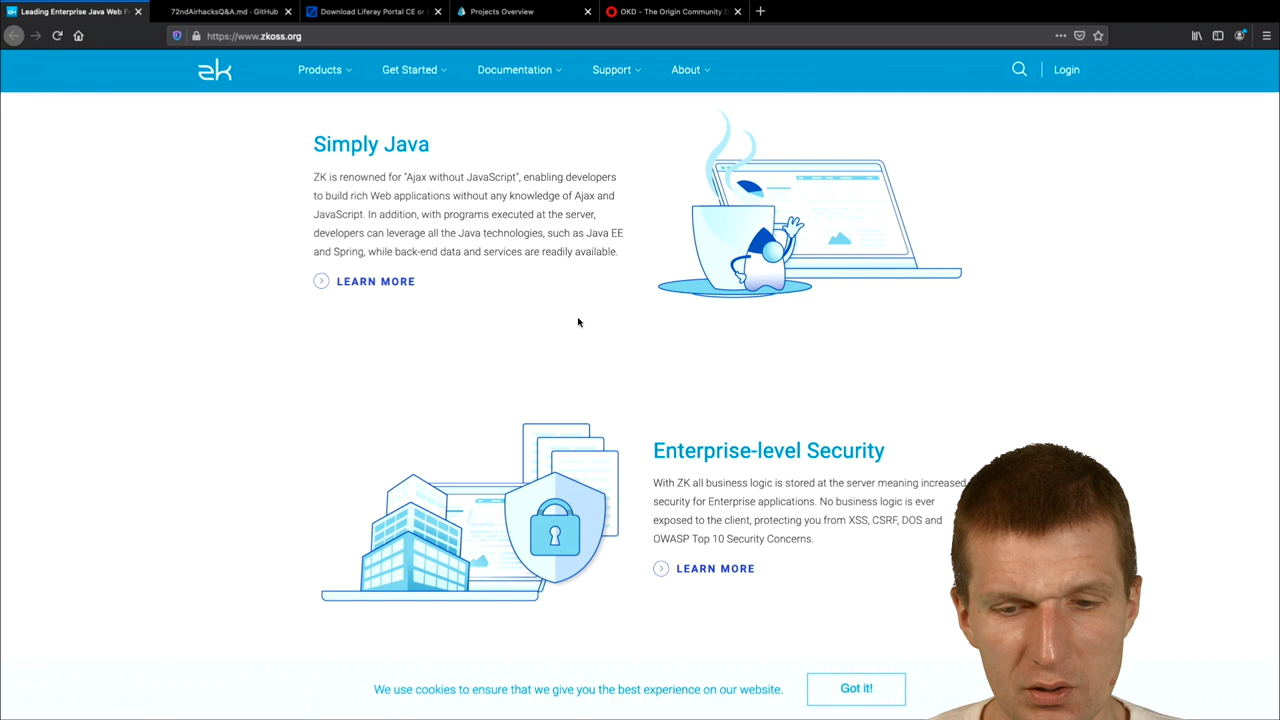 Leading Enterprise Java Web F
72ndAirhacksQ&A.md · GitHub
Download Liferay Portal CE or
Projects Overview
OKD - The Origin Community D
https://www.zkoss.org
zk
Products
Get Started
Documentation
Support
About
Login
Simply Java
ZK is renowned for "Ajax without JavaScript", enabling developers
to build rich Web applications without any knowledge of Ajax and
JavaScript. In addition, with programs executed at the server,
developers can leverage all the Java technologies, such as Java EE
and Spring, while back-end data and services are readily available.
LEARN MORE
Enterprise-level Security
With ZK all business logic is stored at the server meaning increased
security for Enterprise applications. No business logic is ever
exposed to the client, protecting you from XSS, CSRF, DOS and
OWASP Top 10 Security Concerns.
LEARN MORE
We use cookies to ensure that we give you the best experience on our website.
Got it!